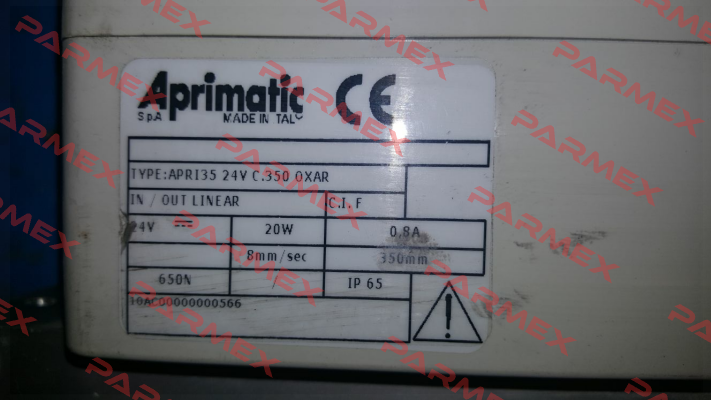 Aprimatic CE
S.p.A MADE IN ITALY
TYPE:APRI35 24V C.350 OXAR
IN / OUT LINEAR C.I.F
24V 20W 0.8A
8mm/sec 350mm
650N IP 65
10AC00000000566
PARMEX